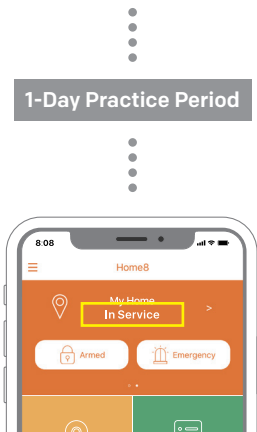 1-Day Practice Period
8:08
Home8
My Home
In Service
>
Armed
Emergency